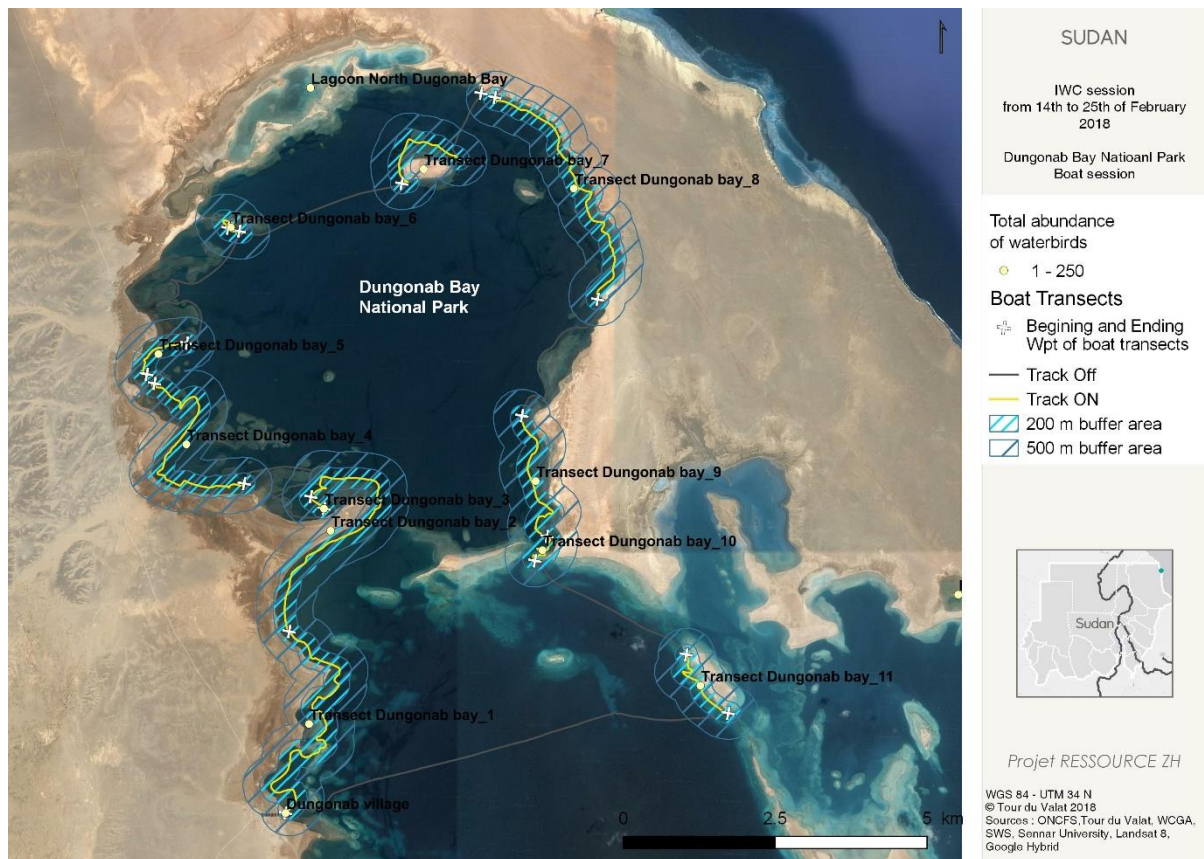 Lagoon North Dugonab Bay
Transect Dungonab bay_7
Transect Dungonab bay_8
Transect Dungonab bay_6
Dungonab Bay
National Park
Transect Dungonab bay_5
Transect Dungonab bay_4
Transect Dungonab bay_9
Transect Dungonab bay_3
Transect Dungonab bay_2
Transect Dungonab bay_10
Transect Dungonab bay_11
Transect Dungonab bay_1
Dungonab village
0 2.5 5 km
SUDAN
IWC session
from 14th to 25th of February
2018
Dungonab Bay Natioanl Park
Boat session
Total abundance
of waterbirds
1 - 250
Boat Transects
Begining and Ending
Wpt of boat transects
Track Off
Track ON
200 m buffer area
500 m buffer area
Sudan
Projet RESSOURCE ZH
WGS 84 - UTM 34 N
© Tour du Valat 2018
Sources : ONCFS,Tour du Valat, WCGA,
SWS, Sennar University, Landsat 8,
Google Hybrid